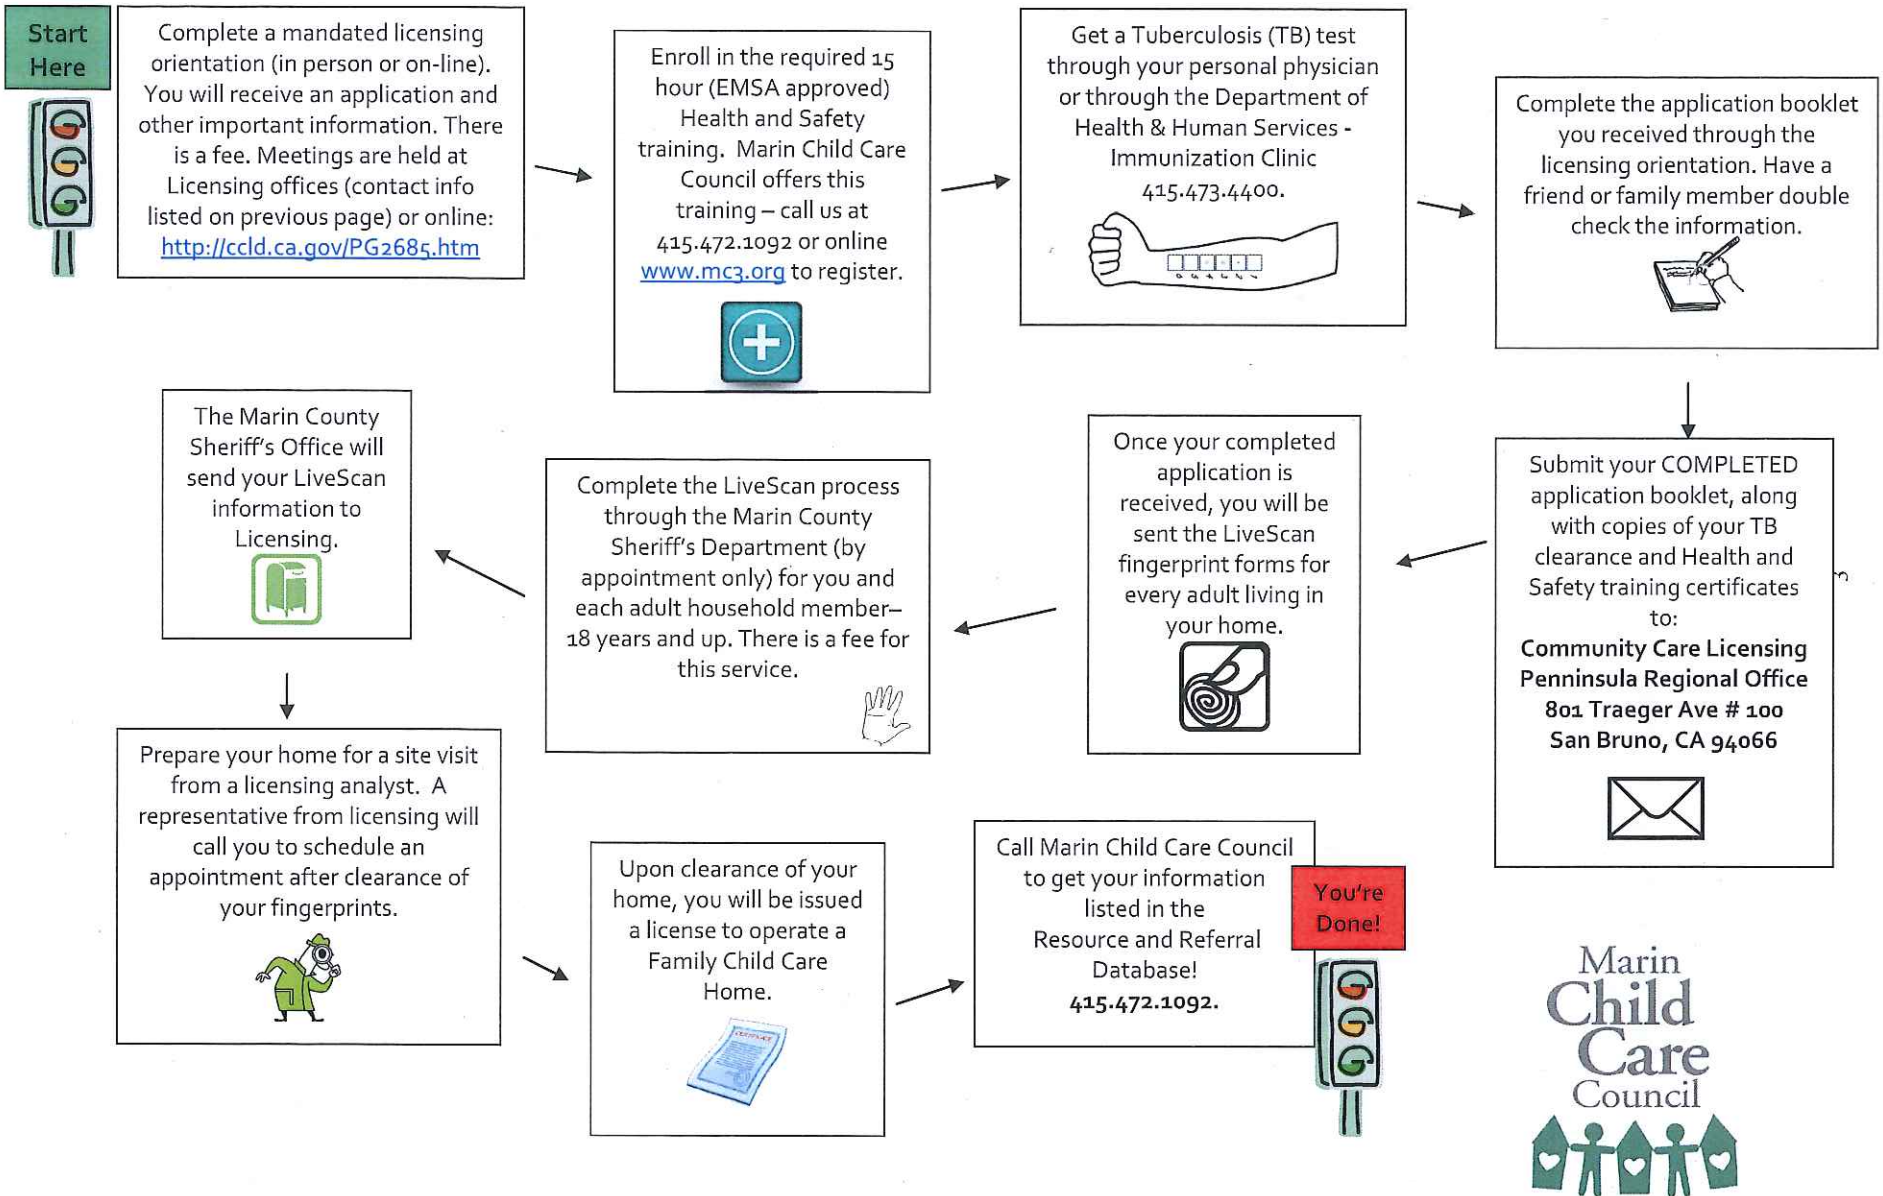 Start
Here
Complete a mandated licensing
orientation (in person or on-line).
You will receive an application and
other important information. There
is a fee. Meetings are held at
Licensing offices (contact info
listed on previous page) or online:
http://ccld.ca.gov/PG2685.htm
Enroll in the required 15
hour (EMSA approved)
Health and Safety
training. Marin Child Care
Council offers this
training – call us at
415.472.1092 or online
www.mc3.org to register.
Get a Tuberculosis (TB) test
through your personal physician
or through the Department of
Health & Human Services -
Immunization Clinic
415.473.4400.
Complete the application booklet
you received through the
licensing orientation. Have a
friend or family member double
check the information.
Submit your COMPLETED
application booklet, along
with copies of your TB
clearance and Health and
Safety training certificates
to:
Community Care Licensing
Penninsula Regional Office
801 Traeger Ave # 100
San Bruno, CA 94066
3
Once your completed
application is
received, you will be
sent the LiveScan
fingerprint forms for
every adult living in
your home.
Complete the LiveScan process
through the Marin County
Sheriff's Department (by
appointment only) for you and
each adult household member–
18 years and up. There is a fee for
this service.
The Marin County
Sheriff's Office will
send your LiveScan
information to
Licensing.
Prepare your home for a site visit
from a licensing analyst. A
representative from licensing will
call you to schedule an
appointment after clearance of
your fingerprints.
Upon clearance of your
home, you will be issued
a license to operate a
Family Child Care
Home.
CERTIFICATE
Call Marin Child Care Council
to get your information
listed in the
Resource and Referral
Database!
415.472.1092.
You're
Done!
Marin
Child
Care
Council